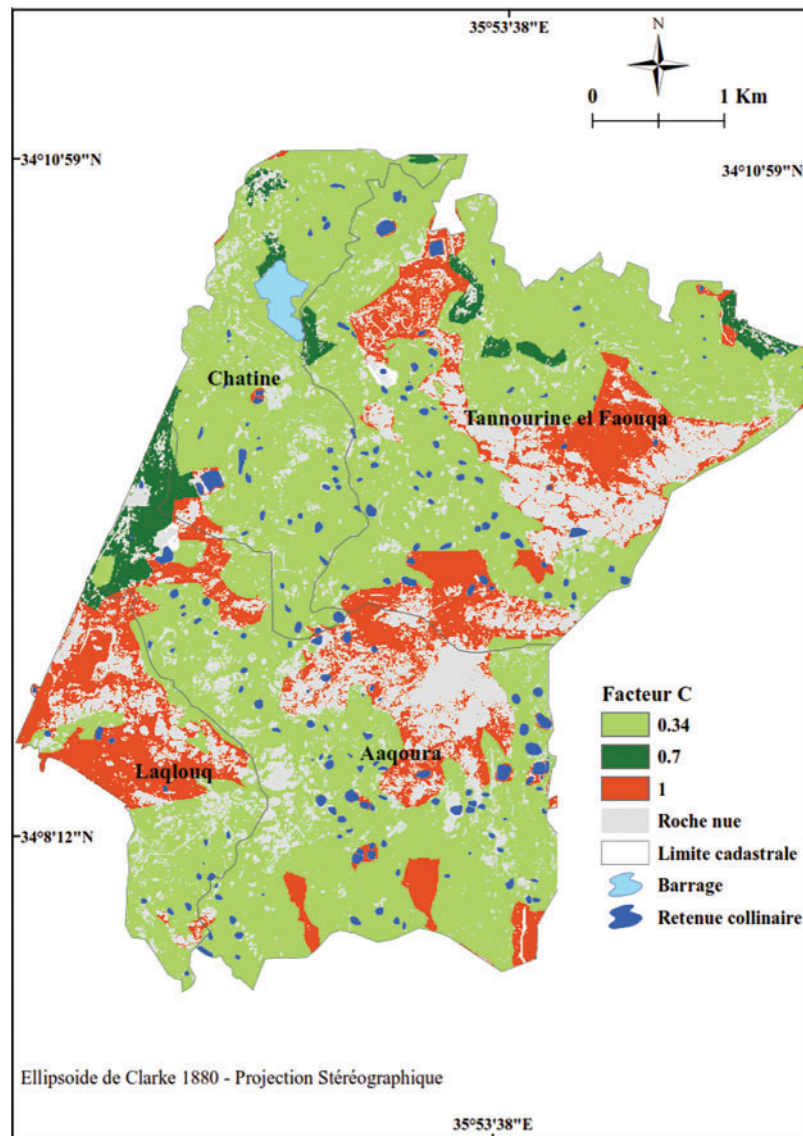 35°53'38"E
N
0 1 Km
34°10'59"N
34°10'59"N
Chatine
Tannourine el Faouqa
Facteur C
0.34
0.7
1
Roche nue
Limite cadastrale
Barrage
Retenue collinaire
Aaqoura
Laqlouq
34°8'12"N
Ellipsoide de Clarke 1880 - Projection Stéréographique
35°53'38"E